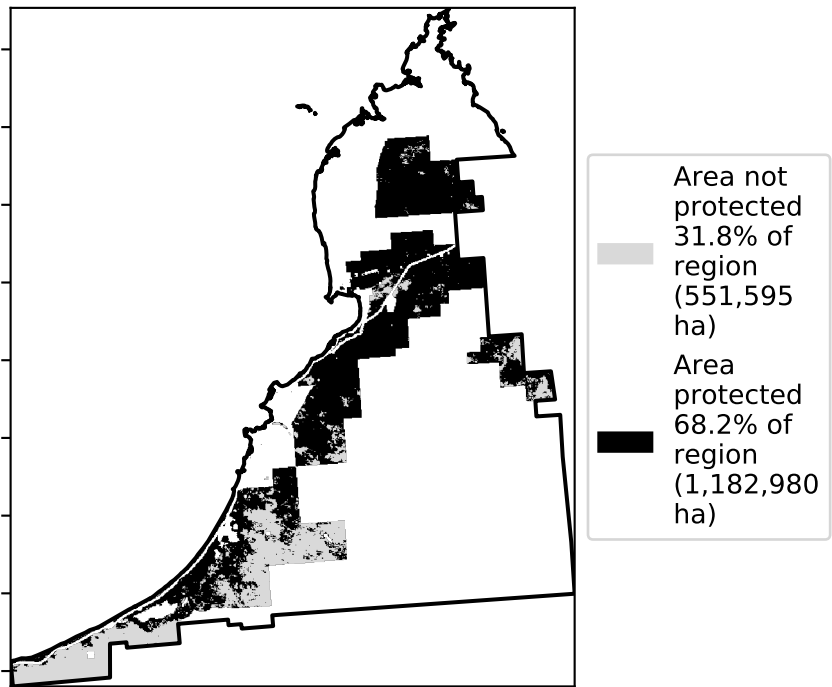 Area not
protected
31.8% of
region
(551,595
ha)
Area
protected
68.2% of
region
(1,182,980
ha)